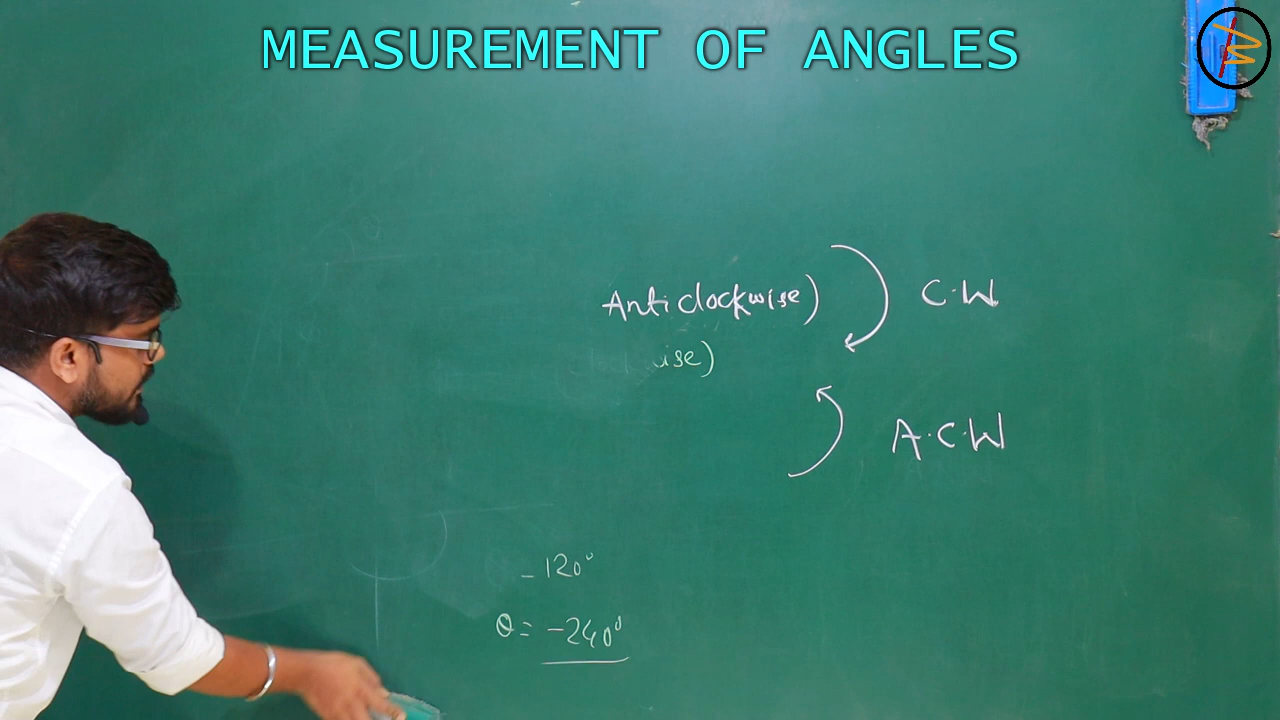 MEASUREMENT OF ANGLES
Anticlockwise) C.W
wise)
A.C.W
- 120°
θ = -240°